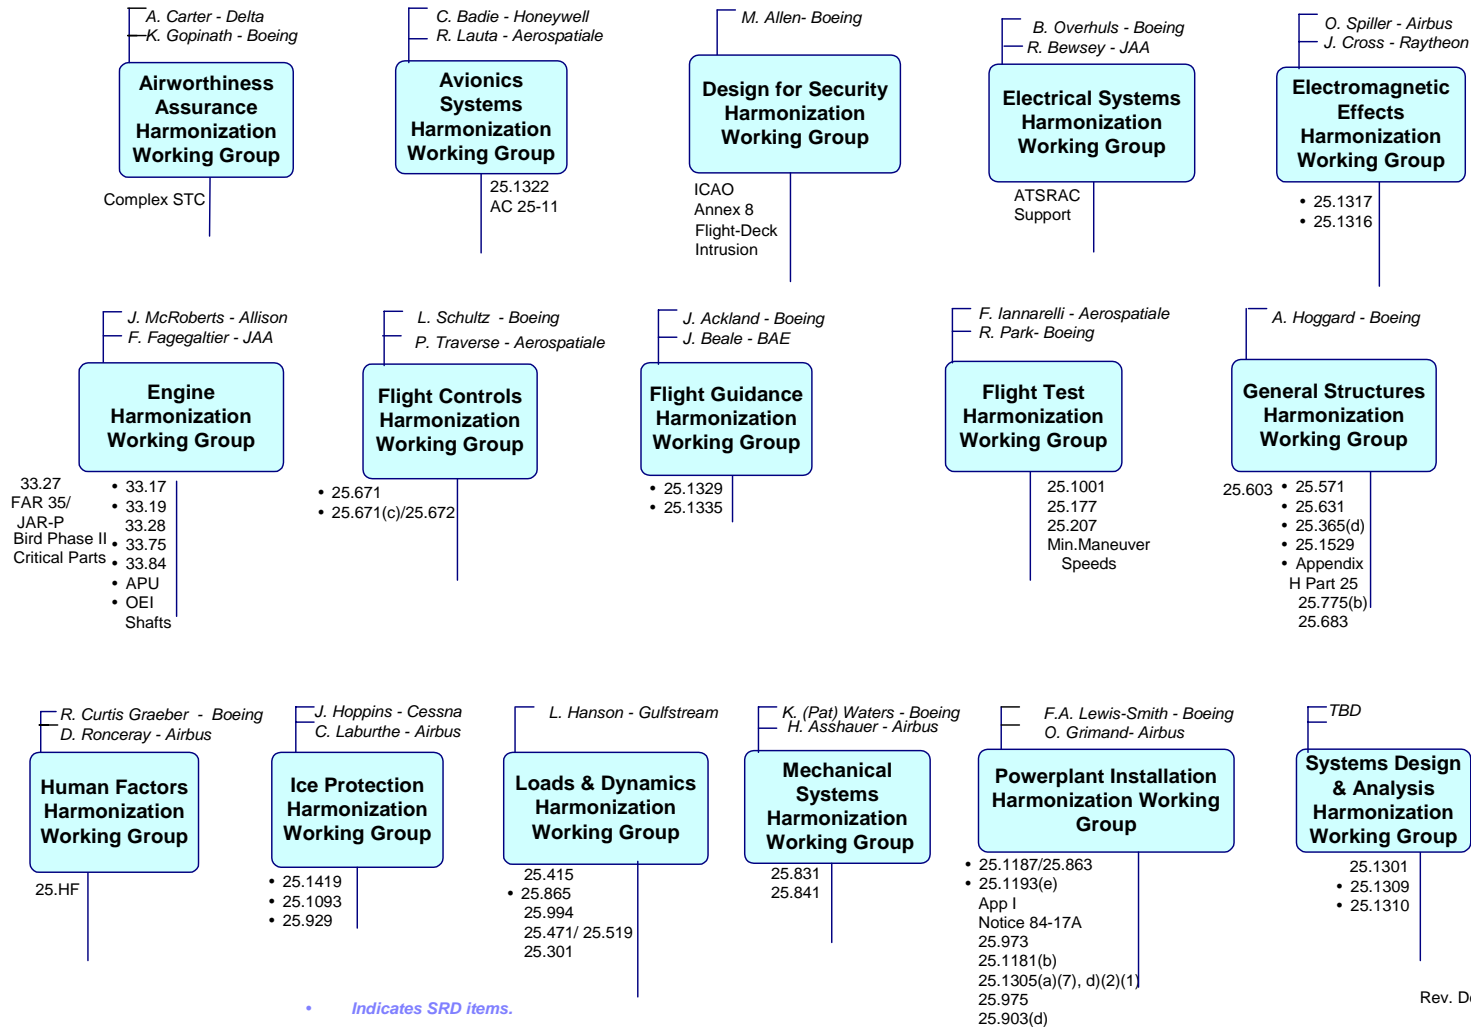 A. Carter - Delta
K. Gopinath - Boeing
Airworthiness
Assurance
Harmonization
Working Group
Complex STC
C. Badie - Honeywell
R. Lauta - Aerospatiale
Avionics
Systems
Harmonization
Working Group
25.1322
AC 25-11
M. Allen- Boeing
Design for Security
Harmonization
Working Group
ICAO
Annex 8
Flight-Deck
Intrusion
B. Overhuls - Boeing
R. Bewsey - JAA
Electrical Systems
Harmonization
Working Group
ATSRAC
Support
O. Spiller - Airbus
J. Cross - Raytheon
Electromagnetic
Effects
Harmonization
Working Group
• 25.1317
• 25.1316
J. McRoberts - Allison
F. Fagegaltier - JAA
Engine
Harmonization
Working Group
33.27
FAR 35/
JAR-P
Bird Phase II
Critical Parts
• 33.17
• 33.19
33.28
• 33.75
• 33.84
• APU
• OEI
Shafts
L. Schultz - Boeing
P. Traverse - Aerospatiale
Flight Controls
Harmonization
Working Group
• 25.671
• 25.671(c)/25.672
J. Ackland - Boeing
J. Beale - BAE
Flight Guidance
Harmonization
Working Group
• 25.1329
• 25.1335
F. Iannarelli - Aerospatiale
R. Park- Boeing
Flight Test
Harmonization
Working Group
25.1001
25.177
25.207
Min.Maneuver
Speeds
A. Hoggard - Boeing
General Structures
Harmonization
Working Group
25.603
• 25.571
• 25.631
• 25.365(d)
• 25.1529
• Appendix
H Part 25
25.775(b)
25.683
R. Curtis Graeber - Boeing
D. Ronceray - Airbus
Human Factors
Harmonization
Working Group
25.HF
J. Hoppins - Cessna
C. Laburthe - Airbus
Ice Protection
Harmonization
Working Group
• 25.1419
• 25.1093
• 25.929
L. Hanson - Gulfstream
Loads & Dynamics
Harmonization
Working Group
25.415
• 25.865
25.994
25.471/ 25.519
25.301
K. (Pat) Waters - Boeing
H. Asshauer - Airbus
Mechanical
Systems
Harmonization
Working Group
25.831
25.841
F.A. Lewis-Smith - Boeing
O. Grimand- Airbus
Powerplant Installation
Harmonization Working
Group
• 25.1187/25.863
• 25.1193(e)
App I
Notice 84-17A
25.973
25.1181(b)
25.1305(a)(7), d)(2)(1)
25.975
25.903(d)
TBD
Systems Design
& Analysis
Harmonization
Working Group
25.1301
• 25.1309
• 25.1310
• Indicates SRD items.
Rev.